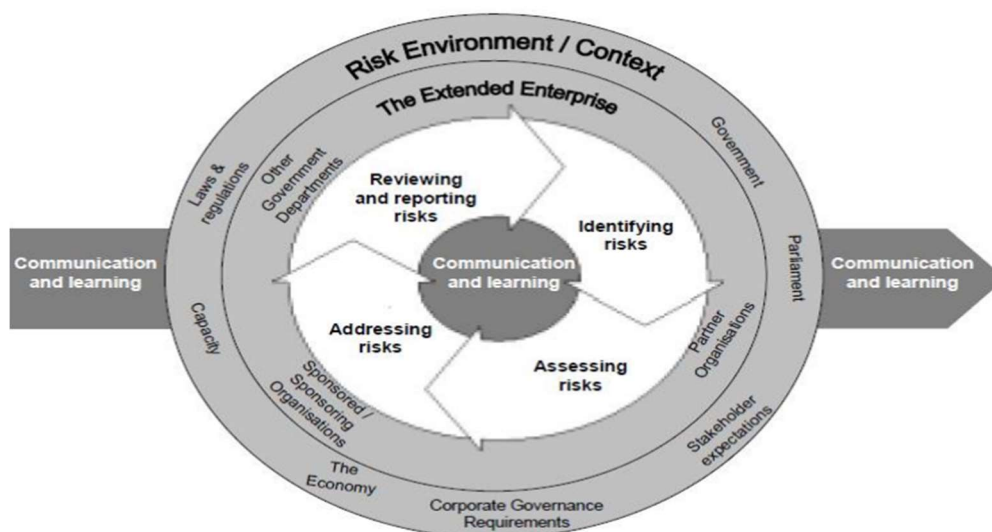 Risk Environment / Context
The Extended Enterprise
Laws &
regulations
Other
Government
Departments
Government
Reviewing
and reporting
risks
Identifying
risks
Communication
and learning
Communication
and learning
Parliament
Communication
and learning
Capacity
Addressing
risks
Assessing
risks
Partner
Organisations
Sponsored /
Sponsoring
Organisations
Stakeholder
expectations
The
Economy
Corporate Governance
Requirements